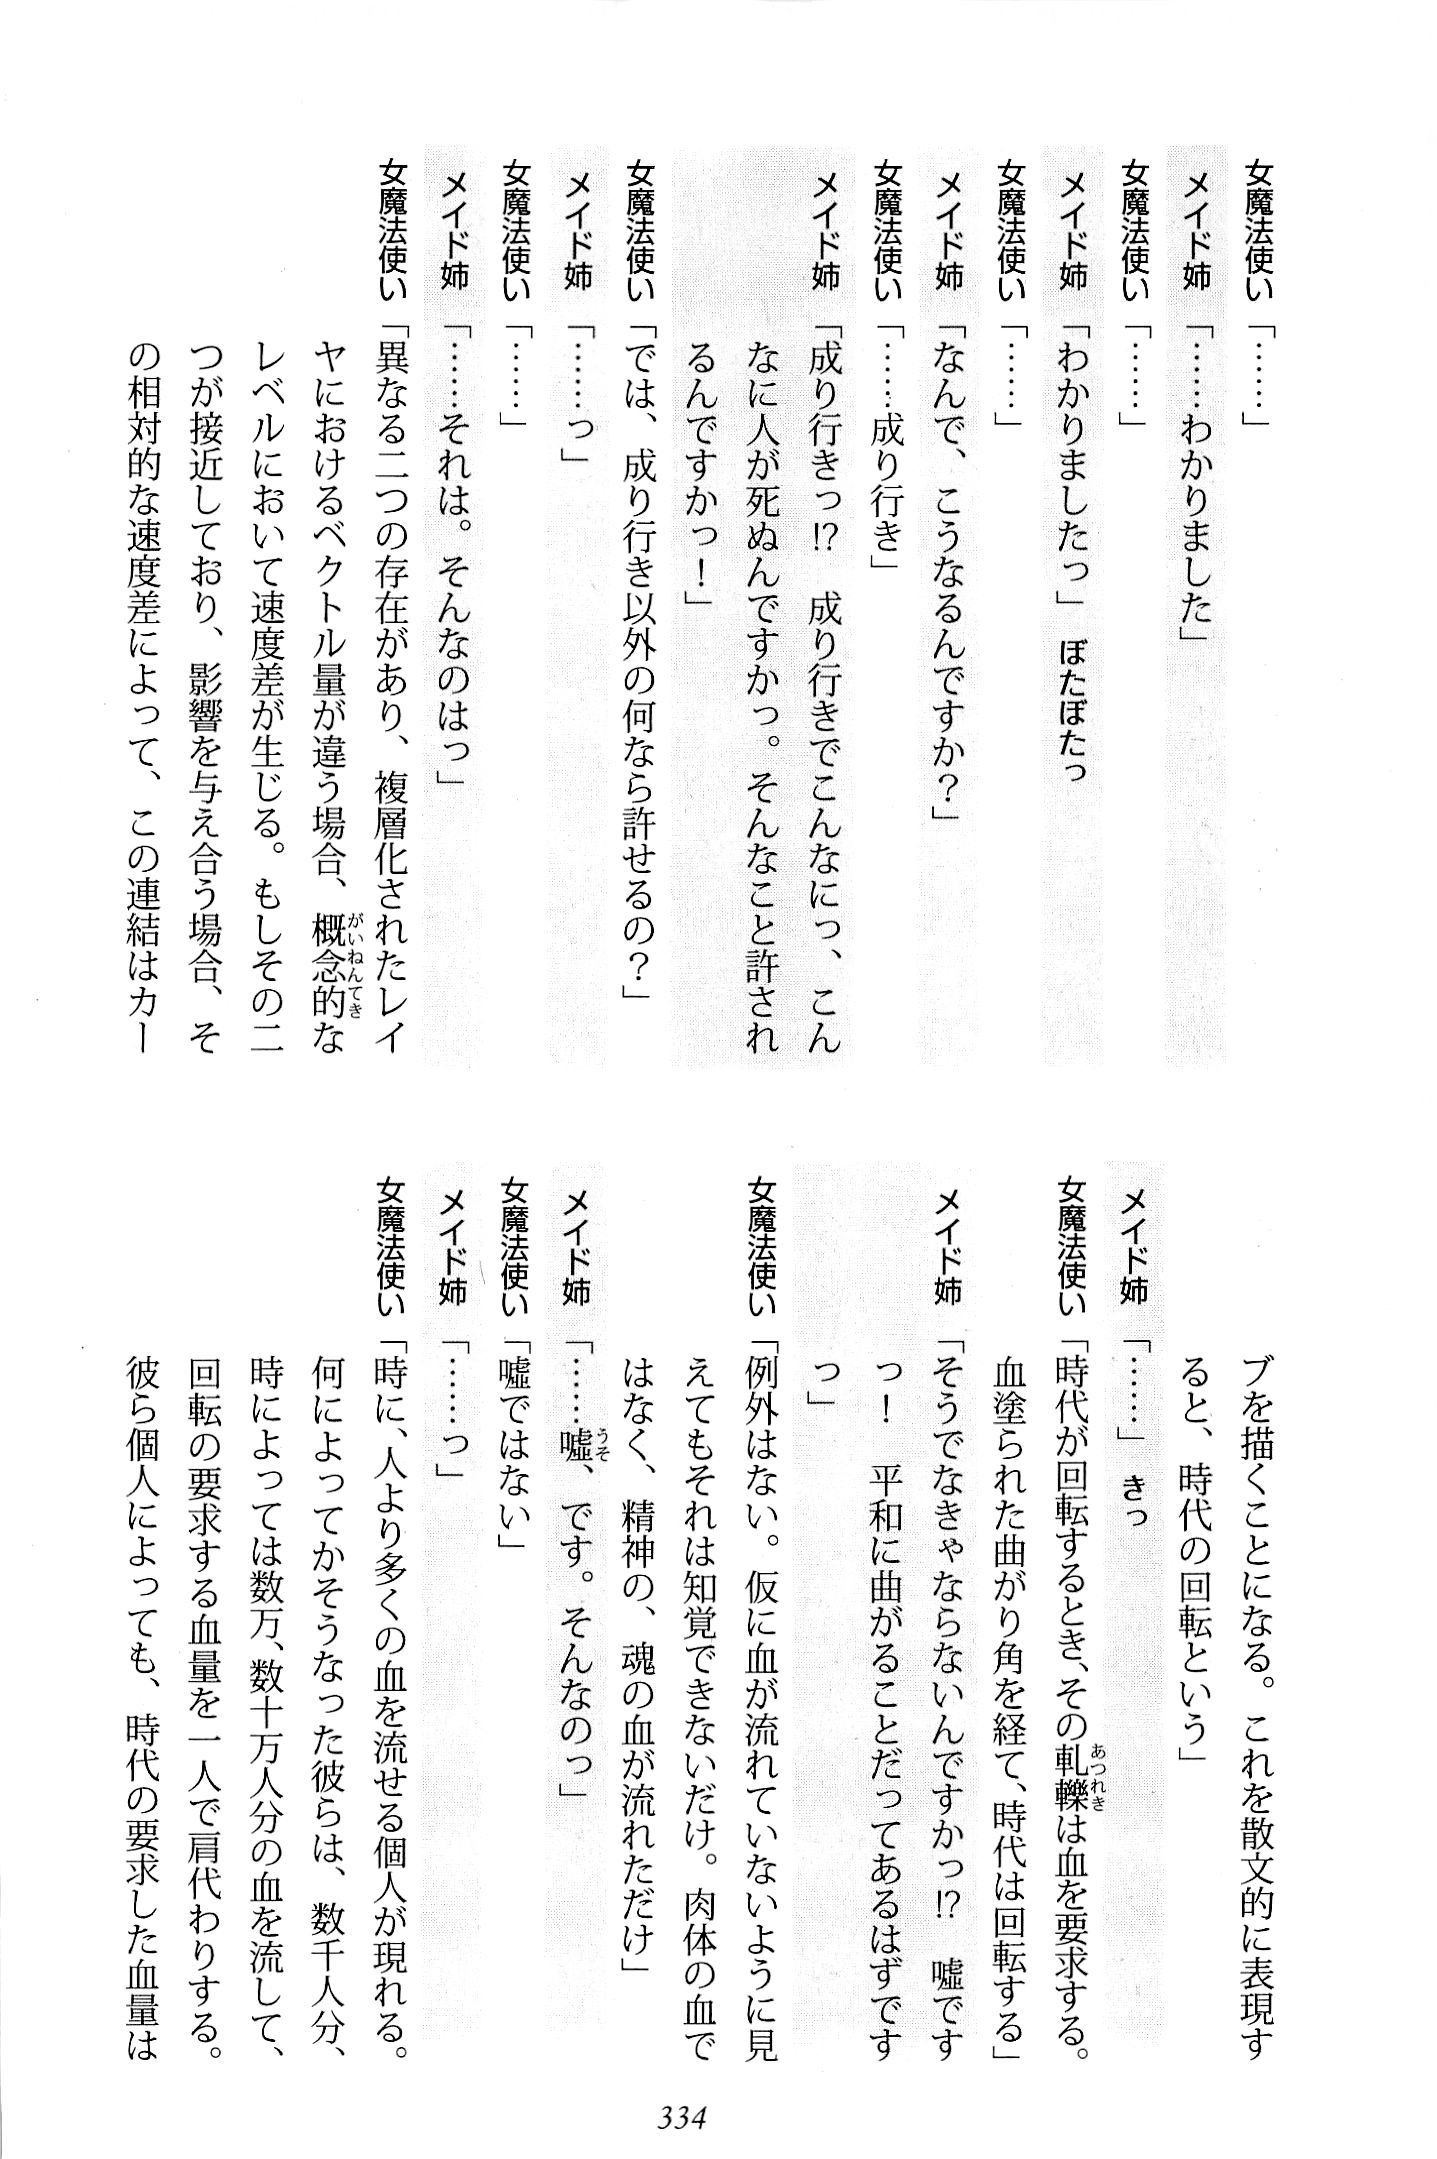 女魔法使い「……」
メイド姉「……わかりました」
女魔法使い「……」
メイド姉「わかりましたっ」 ぼたぼたっ
女魔法使い「……」
メイド姉「なんで、こうなるんですか？」
女魔法使い「……成り行き」
メイド姉「成り行きっ!?　成り行きでこんなにっ、こん
なに人が死ぬんですかっ。そんなこと許され
るんですかっ！」
女魔法使い「では、成り行き以外の何なら許せるの？」
メイド姉「……っ」
女魔法使い「……」
メイド姉「……それは。そんなのはっ」
女魔法使い「異なる二つの存在があり、複層化されたレイ
ヤにおけるベクトル量が違う場合、概念的な
がいねんてき
レベルにおいて速度差が生じる。もしその二
つが接近しており、影響を与え合う場合、そ
の相対的な速度差によって、この連結はカー
ブを描くことになる。これを散文的に表現す
ると、時代の回転という」
メイド姉「……」 きっ
女魔法使い「時代が回転するとき、その軋轢は血を要求する。
あつれき
血塗られた曲がり角を経て、時代は回転する」
メイド姉「そうでなきゃならないんですかっ!?　嘘です
っ！　平和に曲がることだってあるはずです
っ」
女魔法使い「例外はない。仮に血が流れていないように見
えてもそれは知覚できないだけ。肉体の血で
はなく、精神の、魂の血が流れただけ」
メイド姉「……嘘、です。そんなのっ」
うそ
女魔法使い「嘘ではない」
メイド姉「……っ」
女魔法使い「時に、人より多くの血を流せる個人が現れる。
何によってかそうなった彼らは、数千人分、
時によっては数万、数十万人分の血を流して、
回転の要求する血量を一人で肩代わりする。
彼ら個人によっても、時代の要求した血量は
334